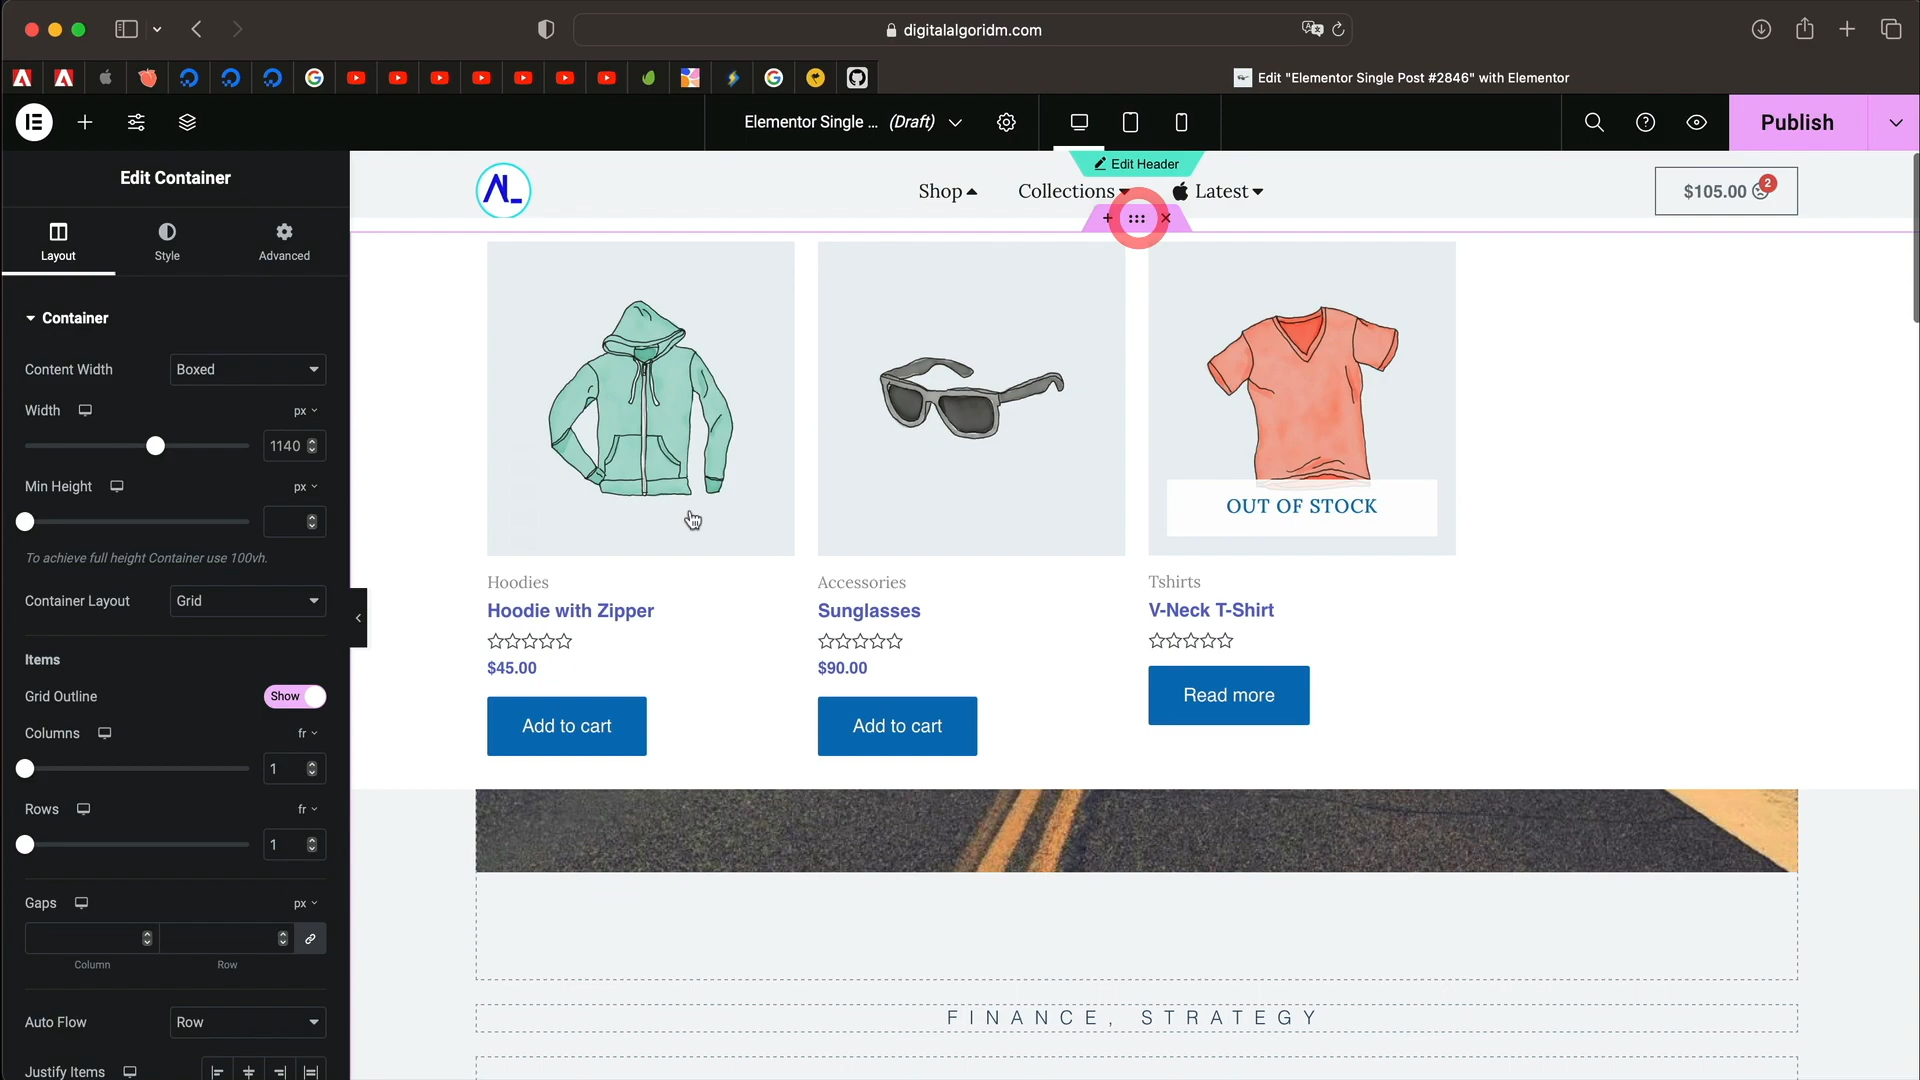 digitalalgoridm.com
Edit "Elementor Single Post #2846" with Elementor
Elementor Single ... (Draft)
Publish
Edit Container
Edit Header
AL_
Shop
Collections
Latest
$105.00
2
Layout
Style
Advanced
Container
Content Width
Boxed
Width
px
1140
Min Height
px
To achieve full height Container use 100vh.
Container Layout
Grid
Items
Grid Outline
Show
Columns
fr
1
Rows
fr
1
Gaps
px
Column
Row
Auto Flow
Row
Justify Items
OUT OF STOCK
Hoodies
Hoodie with Zipper
$45.00
Add to cart
Accessories
Sunglasses
$90.00
Add to cart
Tshirts
V-Neck T-Shirt
Read more
FINANCE, STRATEGY